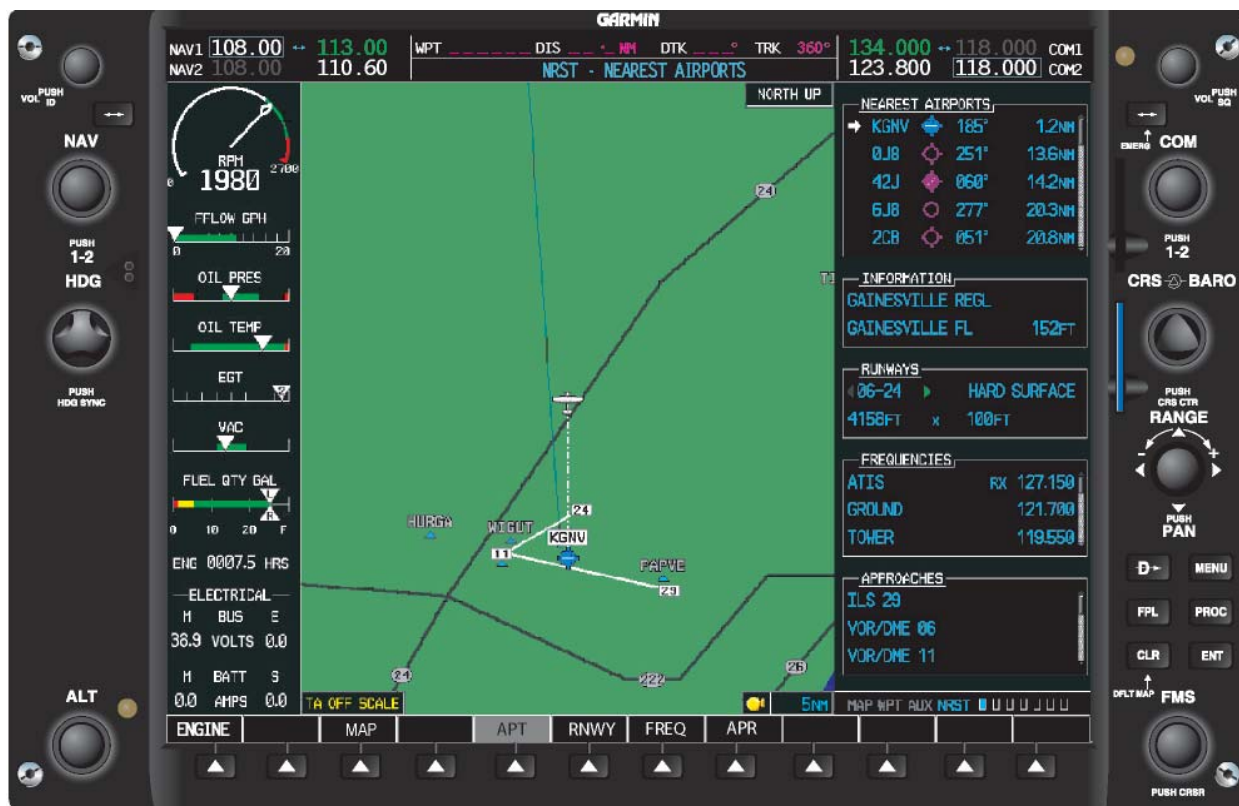 GARMIN
NAV1 108.00 ↔ 113.00
NAV2 108.00 110.60
WPT _ _ _ _ _ _ DIS _ _ . _ NM DTK _ _ _° TRK 360°
NRST - NEAREST AIRPORTS
134.000 ↔ 118.000 COM1
123.800 118.000 COM2
VOL PUSH ID
NAV
PUSH
1-2
HDG
PUSH
HDG SYNC
ALT
RPM
1980
0 2700
FFLOW GPH
0 20
OIL PRES
OIL TEMP
EGT
VAC
FUEL QTY GAL
L
R
0 10 20 F
ENG 0007.5 HRS
ELECTRICAL
M BUS E
38.9 VOLTS 0.0
M BATT S
0.0 AMPS 0.0
NORTH UP
24
TI
HURGA
WIGUT
24
KGNV
11
PAPVE
29
24
222
26
TA OFF SCALE
5NM
NEAREST AIRPORTS
KGNV 185° 1.2NM
0J8 251° 13.6NM
42J 060° 14.2NM
6J8 277° 20.3NM
2CB 051° 20.8NM
INFORMATION
GAINESVILLE REGL
GAINESVILLE FL 152FT
RUNWAYS
06-24 HARD SURFACE
4158FT x 100FT
FREQUENCIES
ATIS RX 127.150
GROUND 121.700
TOWER 119.550
APPROACHES
ILS 29
VOR/DME 06
VOR/DME 11
MAP WPT AUX NRST
ENGINE MAP APT RNWY FREQ APR
VOL PUSH SQ
EMERG
COM
PUSH
1-2
CRS BARO
PUSH
CRS CTR
RANGE
- +
PUSH
PAN
D MENU
FPL PROC
CLR ENT
DFLT MAP
FMS
PUSH CRSR